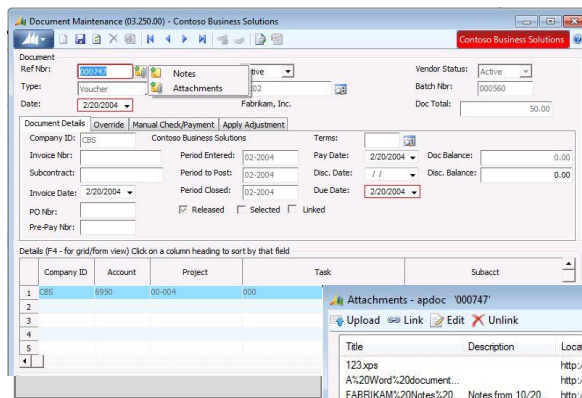 Document Maintenance (03.250.00) - Contoso Business Solutions
Contoso Business Solutions
Document
Ref Nbr: 000747 Notes tive Vendor Status: Active
Type: Voucher Attachments 02 Batch Nbr: 000560
Date: 2/20/2004 Fabrikam, Inc. Doc Total: 50.00
Document Details Override Manual Check/Payment Apply Adjustment
Company ID: CBS Contoso Business Solutions Terms:
Invoice Nbr: Period Entered: 02-2004 Pay Date: 2/20/2004 Doc Balance: 0.00
Subcontract: Period to Post: 02-2004 Disc. Date: / / Disc. Balance: 0.00
Invoice Date: 2/20/2004 Period Closed: 02-2004 Due Date: 2/20/2004
PO Nbr: Released Selected Linked
Pre-Pay Nbr:
Details (F4 - for grid/form view) Click on a column heading to sort by that field
Company ID Account Project Task Subacct
1 CBS 6950 00-004 000
2
3
4
5
Attachments - apdoc '000747'
Upload Link Edit Unlink
Title Description Loca
123.xps http:/
A%20Word%20document... http:/
FABRIKAM%20Notes%20... Notes from 10/20... http:/